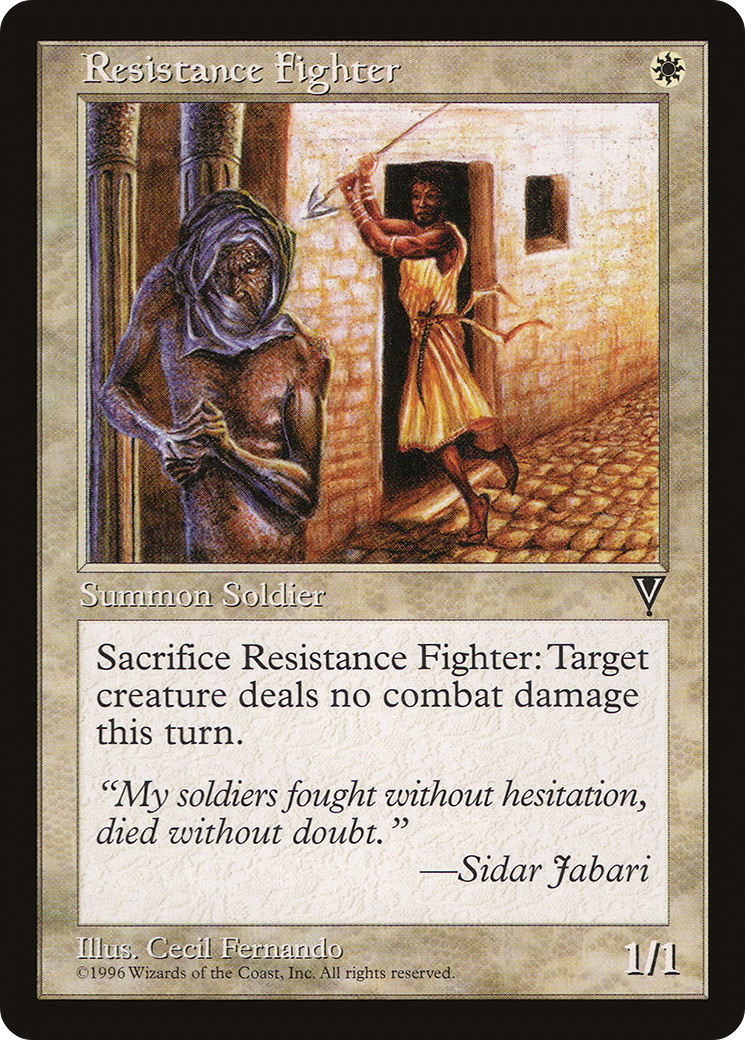 Resistance Fighter
Summon Soldier
Sacrifice Resistance Fighter: Target
creature deals no combat damage
this turn.
“My soldiers fought without hesitation,
died without doubt.”
—Sidar Jabari
Illus. Cecil Fernando
1/1
©1996 Wizards of the Coast, Inc. All rights reserved.